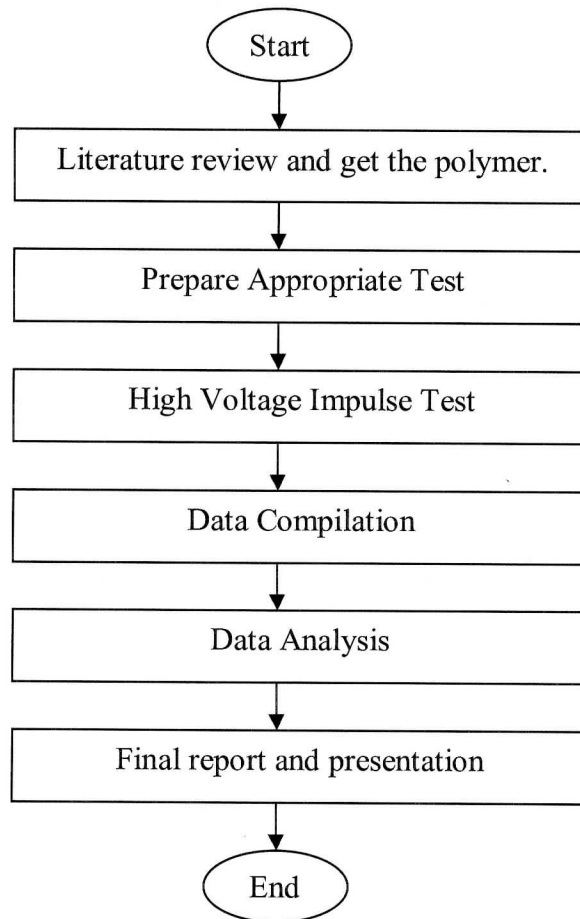 Start
Literature review and get the polymer.
Prepare Appropriate Test
High Voltage Impulse Test
Data Compilation
Data Analysis
Final report and presentation
End